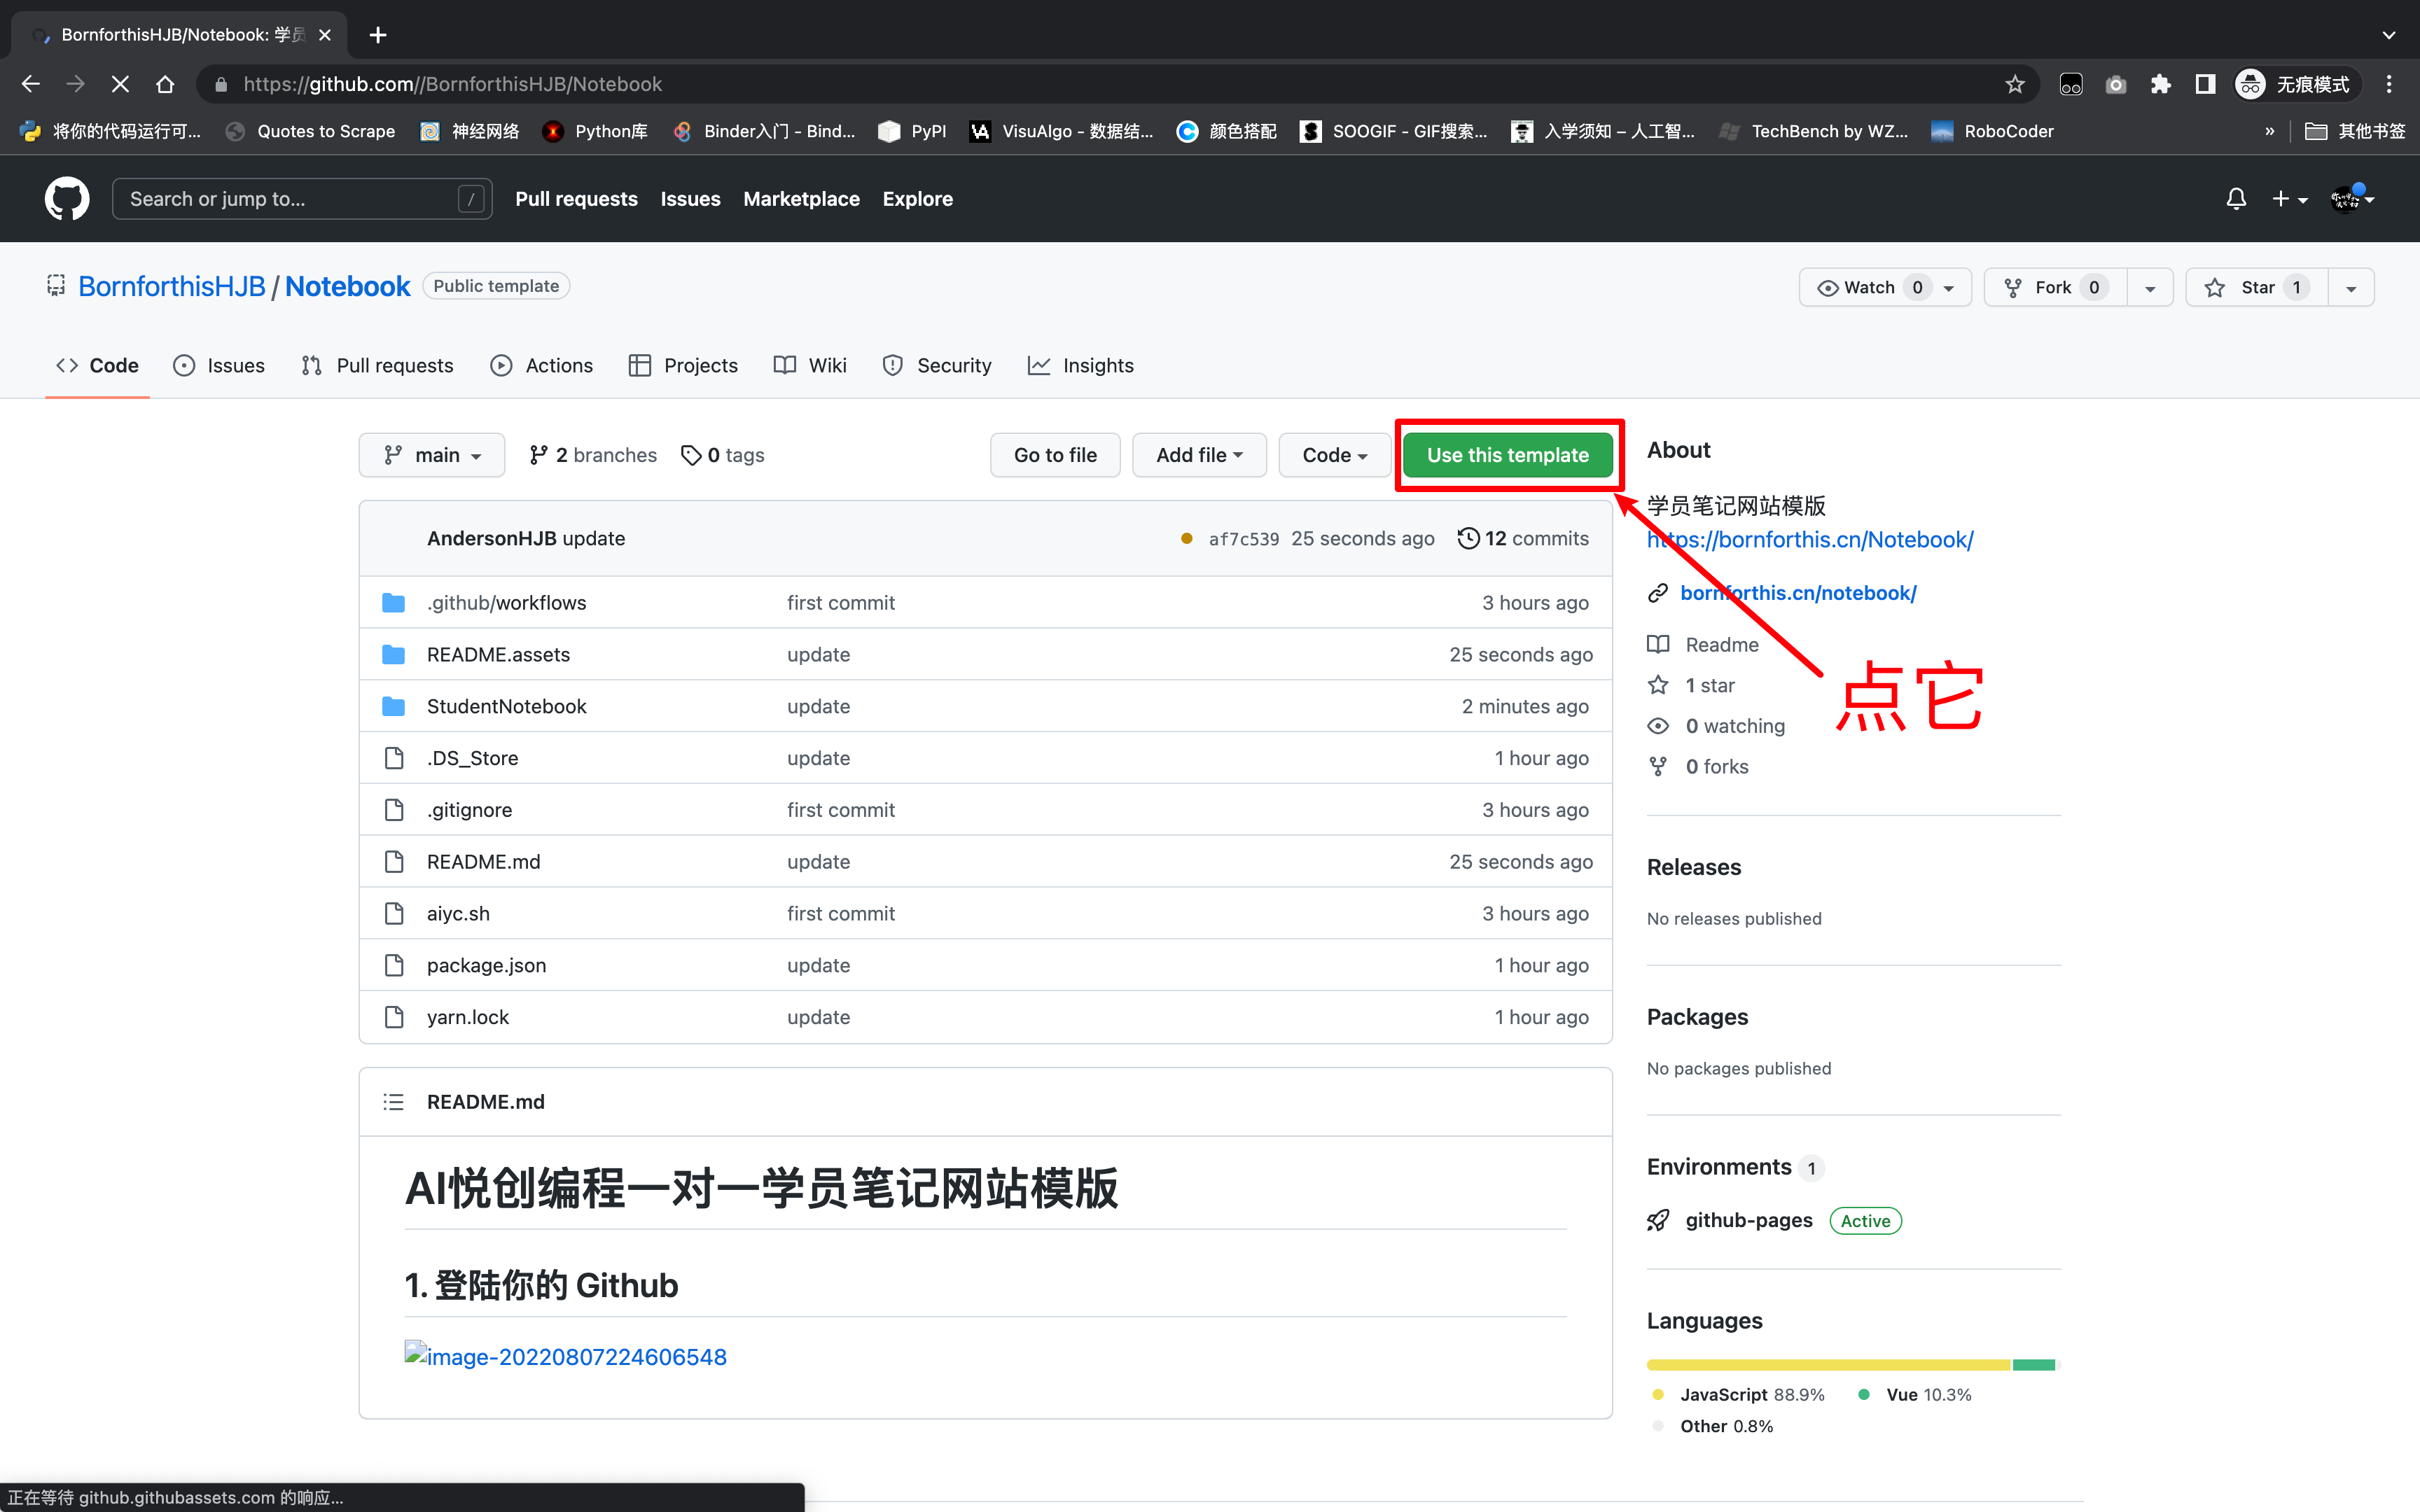 BornforthisHJB/Notebook: 学员
https://github.com//BornforthisHJB/Notebook
无痕模式
将你的代码运行可...
Quotes to Scrape
神经网络
Python库
Binder入门 - Bind...
PyPI
VisuAlgo - 数据结...
颜色搭配
SOOGIF - GIF搜索...
入学须知 – 人工智...
TechBench by WZ...
RoboCoder
»
其他书签
Search or jump to...
/
Pull requests
Issues
Marketplace
Explore
BornforthisHJB / Notebook
Public template
Watch 0
Fork 0
Star 1
Code
Issues
Pull requests
Actions
Projects
Wiki
Security
Insights
main
2 branches
0 tags
Go to file
Add file
Code
Use this template
AndersonHJB update
af7c539 25 seconds ago
12 commits
.github/workflows first commit 3 hours ago
README.assets update 25 seconds ago
StudentNotebook update 2 minutes ago
.DS_Store update 1 hour ago
.gitignore first commit 3 hours ago
README.md update 25 seconds ago
aiyc.sh first commit 3 hours ago
package.json update 1 hour ago
yarn.lock update 1 hour ago
README.md
AI悦创编程一对一学员笔记网站模版
1. 登陆你的 Github
image-20220807224606548
About
学员笔记网站模版
https://bornforthis.cn/Notebook/
bornforthis.cn/notebook/
Readme
1 star
0 watching
0 forks
点它
Releases
No releases published
Packages
No packages published
Environments 1
github-pages Active
Languages
JavaScript 88.9%
Vue 10.3%
Other 0.8%
正在等待 github.githubassets.com 的响应...